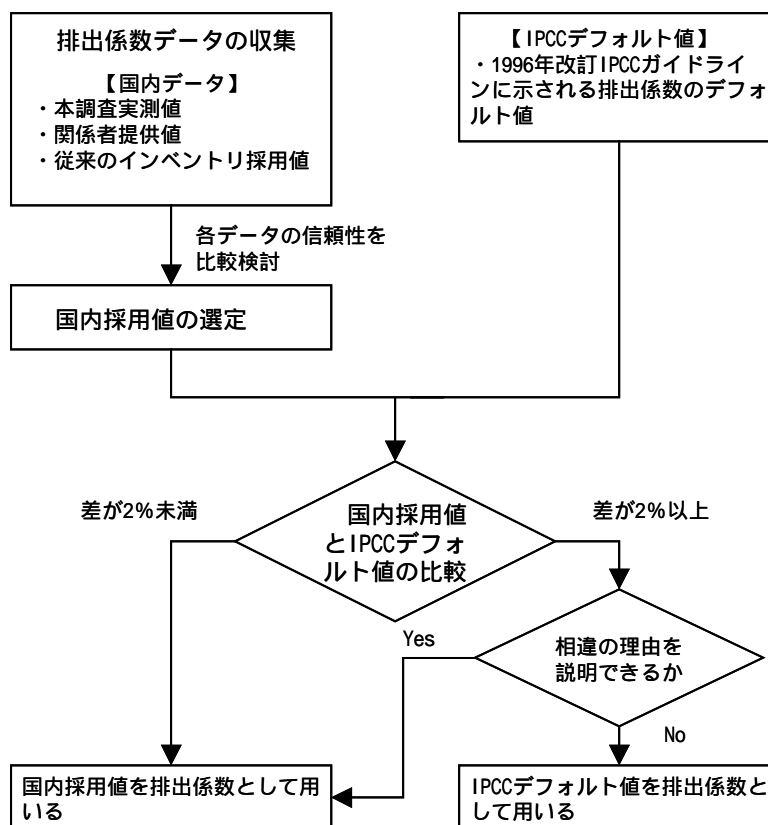 排出係数データの収集
【国内データ】
・本調査実測値
・関係者提供値
・従来のインベントリ採用値
【IPCCデフォルト値】
・1996年改訂IPCCガイドライ
ンに示される排出係数のデフォ
ルト値
各データの信頼性を
比較検討
国内採用値の選定
差が2%未満
国内採用値
とIPCCデフォ
ルト値の比較
差が2%以上
Yes
相違の理由を
説明できるか
No
国内採用値を排出係数として用
いる
IPCCデフォルト値を排出係数と
して用いる